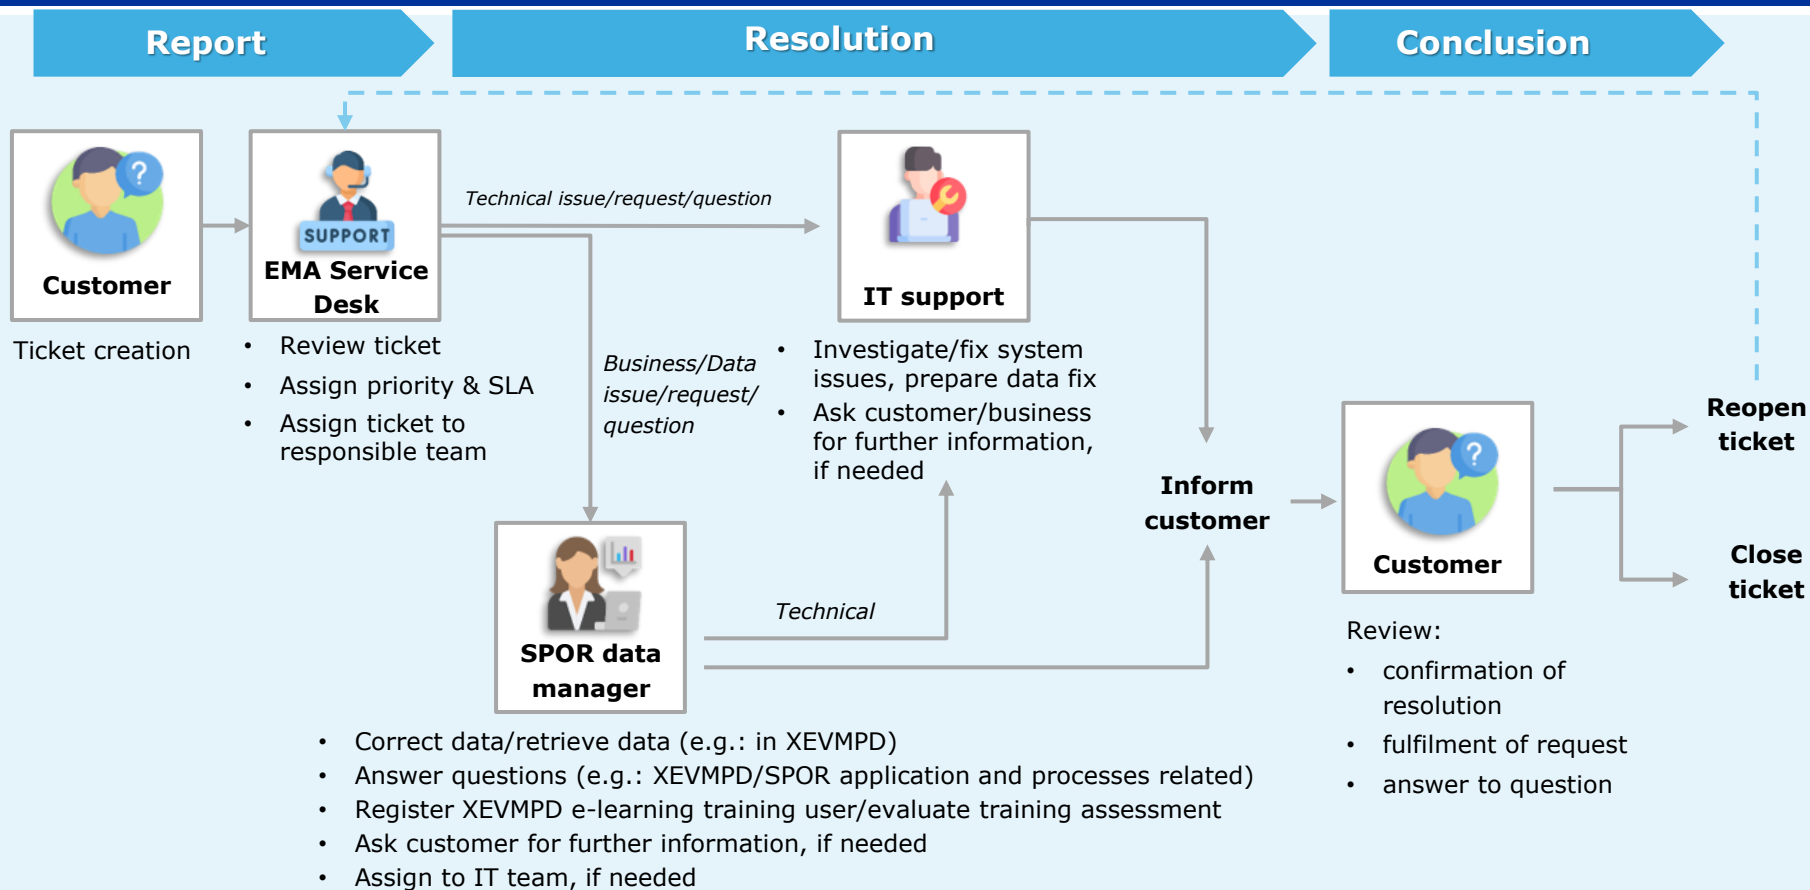 Report
Resolution
Conclusion
?
SUPPORT
Customer
EMA Service
Desk
Technical issue/request/question
IT support
Ticket creation
• Review ticket
• Assign priority & SLA
• Assign ticket to
responsible team
Business/Data
issue/request/
question
• Investigate/fix system
issues, prepare data fix
• Ask customer/business
for further information,
if needed
SPOR data
manager
Technical
Inform
customer
?
Customer
Reopen
ticket
Close
ticket
Review:
• confirmation of
resolution
• fulfilment of request
• answer to question
• Correct data/retrieve data (e.g.: in XEVMPD)
• Answer questions (e.g.: XEVMPD/SPOR application and processes related)
• Register XEVMPD e-learning training user/evaluate training assessment
• Ask customer for further information, if needed
• Assign to IT team, if needed